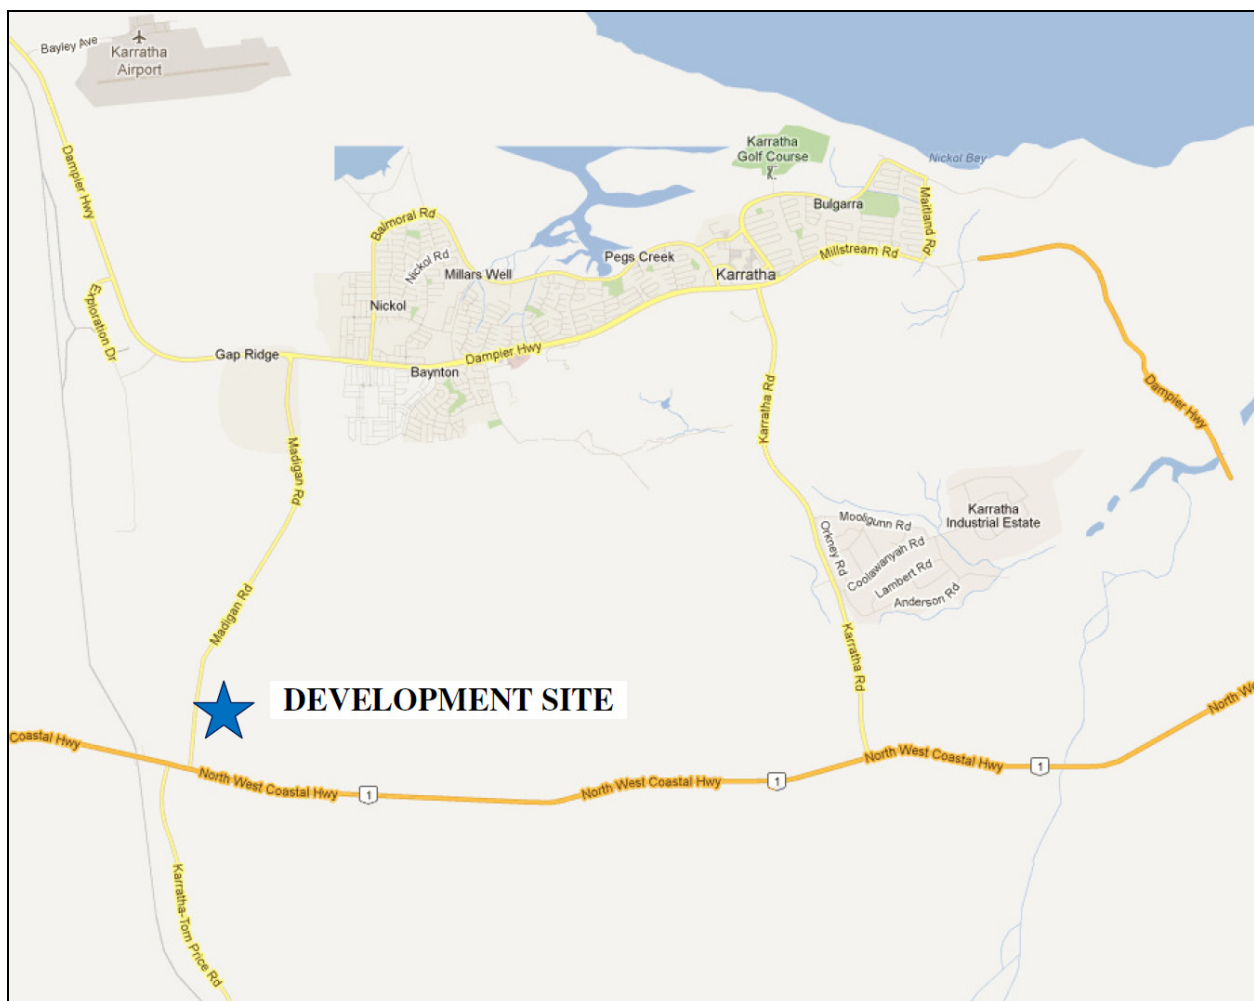 Bayley Ave
Karratha
Airport
Dampier Hwy
Karratha
Golf Course
Nickol Bay
Bulgarra
Maitland Rd
Balmoral Rd
Nickol Rd
Millars Well
Pegs Creek
Karratha
Millstream Rd
Exploration Dr
Nickol
Gap Ridge
Dampier Hwy
Baynton
Karratha Rd
Dampier Hwy
Madigan Rd
Karratha
Industrial Estate
Mooligunn Rd
Orkney Rd
Coolawanyah Rd
Lambert Rd
Anderson Rd
Madigan Rd
Karratha Rd
DEVELOPMENT SITE
North We
Coastal Hwy
North West Coastal Hwy
1
North West Coastal Hwy
1
North West Coastal Hwy
1
Karratha-Tom Price Rd